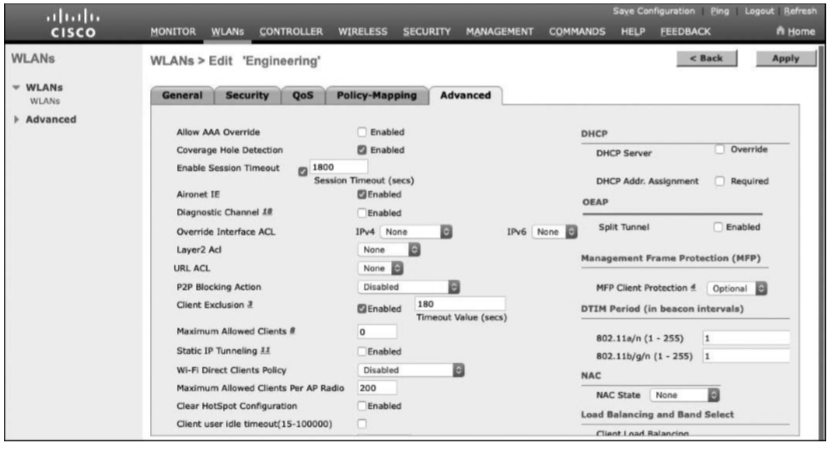 Save Configuration | Ping | Logout | Refresh
CISCO
MONITOR WLANs CONTROLLER WIRELESS SECURITY MANAGEMENT COMMANDS HELP FEEDBACK Home
WLANs
WLANs > Edit 'Engineering'
< Back
Apply
WLANs
WLANs
Advanced
General Security QoS Policy-Mapping Advanced
Allow AAA Override Enabled
Coverage Hole Detection Enabled
Enable Session Timeout 1800
Session Timeout (secs)
Aironet IE Enabled
Diagnostic Channel Enabled
Override Interface ACL IPv4 None IPv6 None
Layer2 Acl None
URL ACL None
P2P Blocking Action Disabled
Client Exclusion Enabled 180
Timeout Value (secs)
Maximum Allowed Clients 0
Static IP Tunneling Enabled
Wi-Fi Direct Clients Policy Disabled
Maximum Allowed Clients Per AP Radio 200
Clear HotSpot Configuration Enabled
Client user idle timeout(15-100000)
DHCP
DHCP Server Override
DHCP Addr. Assignment Required
OEAP
Split Tunnel Enabled
Management Frame Protection (MFP)
MFP Client Protection Optional
DTIM Period (in beacon intervals)
802.11a/n (1 - 255) 1
802.11b/g/n (1 - 255) 1
NAC
NAC State None
Load Balancing and Band Select
Client Load Balancing